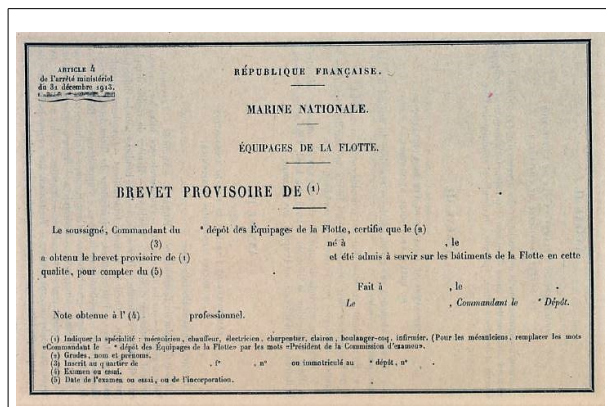 ARTICLE 4
de l'arrêté ministériel
du 31 décembre 1913.
RÉPUBLIQUE FRANÇAISE.
MARINE NATIONALE.
ÉQUIPAGES DE LA FLOTTE.
BREVET PROVISOIRE DE (1)
Le soussigné, Commandant du ᵉ dépôt des Équipages de la Flotte, certifie que le (2)
(3) né à , le
a obtenu le brevet provisoire de (1) et été admis à servir sur les bâtiments de la Flotte en cette
qualité, pour compter du (5)
Fait à , le .
Le , Commandant le ᵉ Dépôt.
Note obtenue à l' (4) professionnel.
(1) Indiquer la spécialité : mécanicien, chauffeur, électricien, charpentier, clairon, boulanger-coq, infirmier. (Pour les mécaniciens, remplacer les mots
«Commandant le ᵉ dépôt des Équipages de la Flotte» par les mots «Président de la Commission d'examen».
(2) Grades, nom et prénoms.
(3) Inscrit au quartier de , f° , n° ou immatriculé au ᵉ dépôt, n° .
(4) Examen ou essai.
(5) Date de l'examen ou essai, ou de l'incorporation.